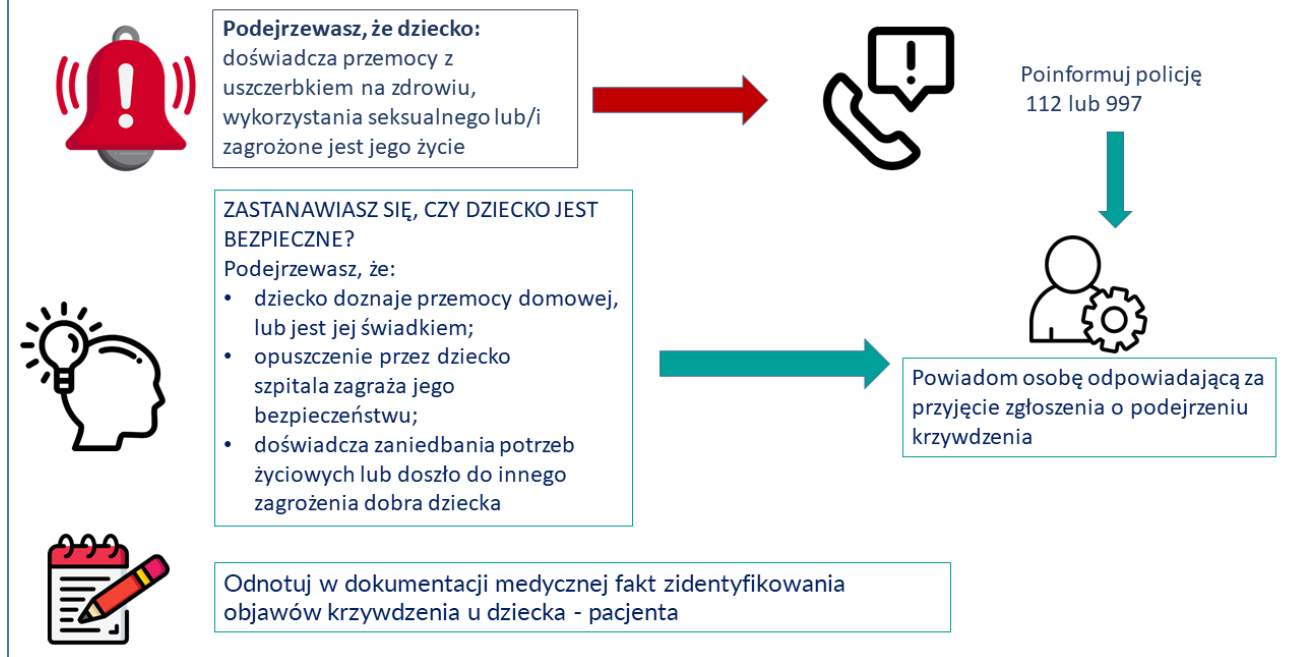 Podejrzewasz, że dziecko:
doświadcza przemocy z
uszczerbkiem na zdrowiu,
wykorzystania seksualnego lub/i
zagrożone jest jego życie
Poinformuj policję
112 lub 997
ZASTANAWIASZ SIĘ, CZY DZIECKO JEST
BEZPIECZNE?
Podejrzewasz, że:
• dziecko doznaje przemocy domowej,
lub jest jej świadkiem;
• opuszczenie przez dziecko
szpitala zagraża jego
bezpieczeństwu;
• doświadcza zaniedbania potrzeb
życiowych lub doszło do innego
zagrożenia dobra dziecka
Powiadom osobę odpowiadającą za
przyjęcie zgłoszenia o podejrzeniu
krzywdzenia
Odnotuj w dokumentacji medycznej fakt zidentyfikowania
objawów krzywdzenia u dziecka - pacjenta